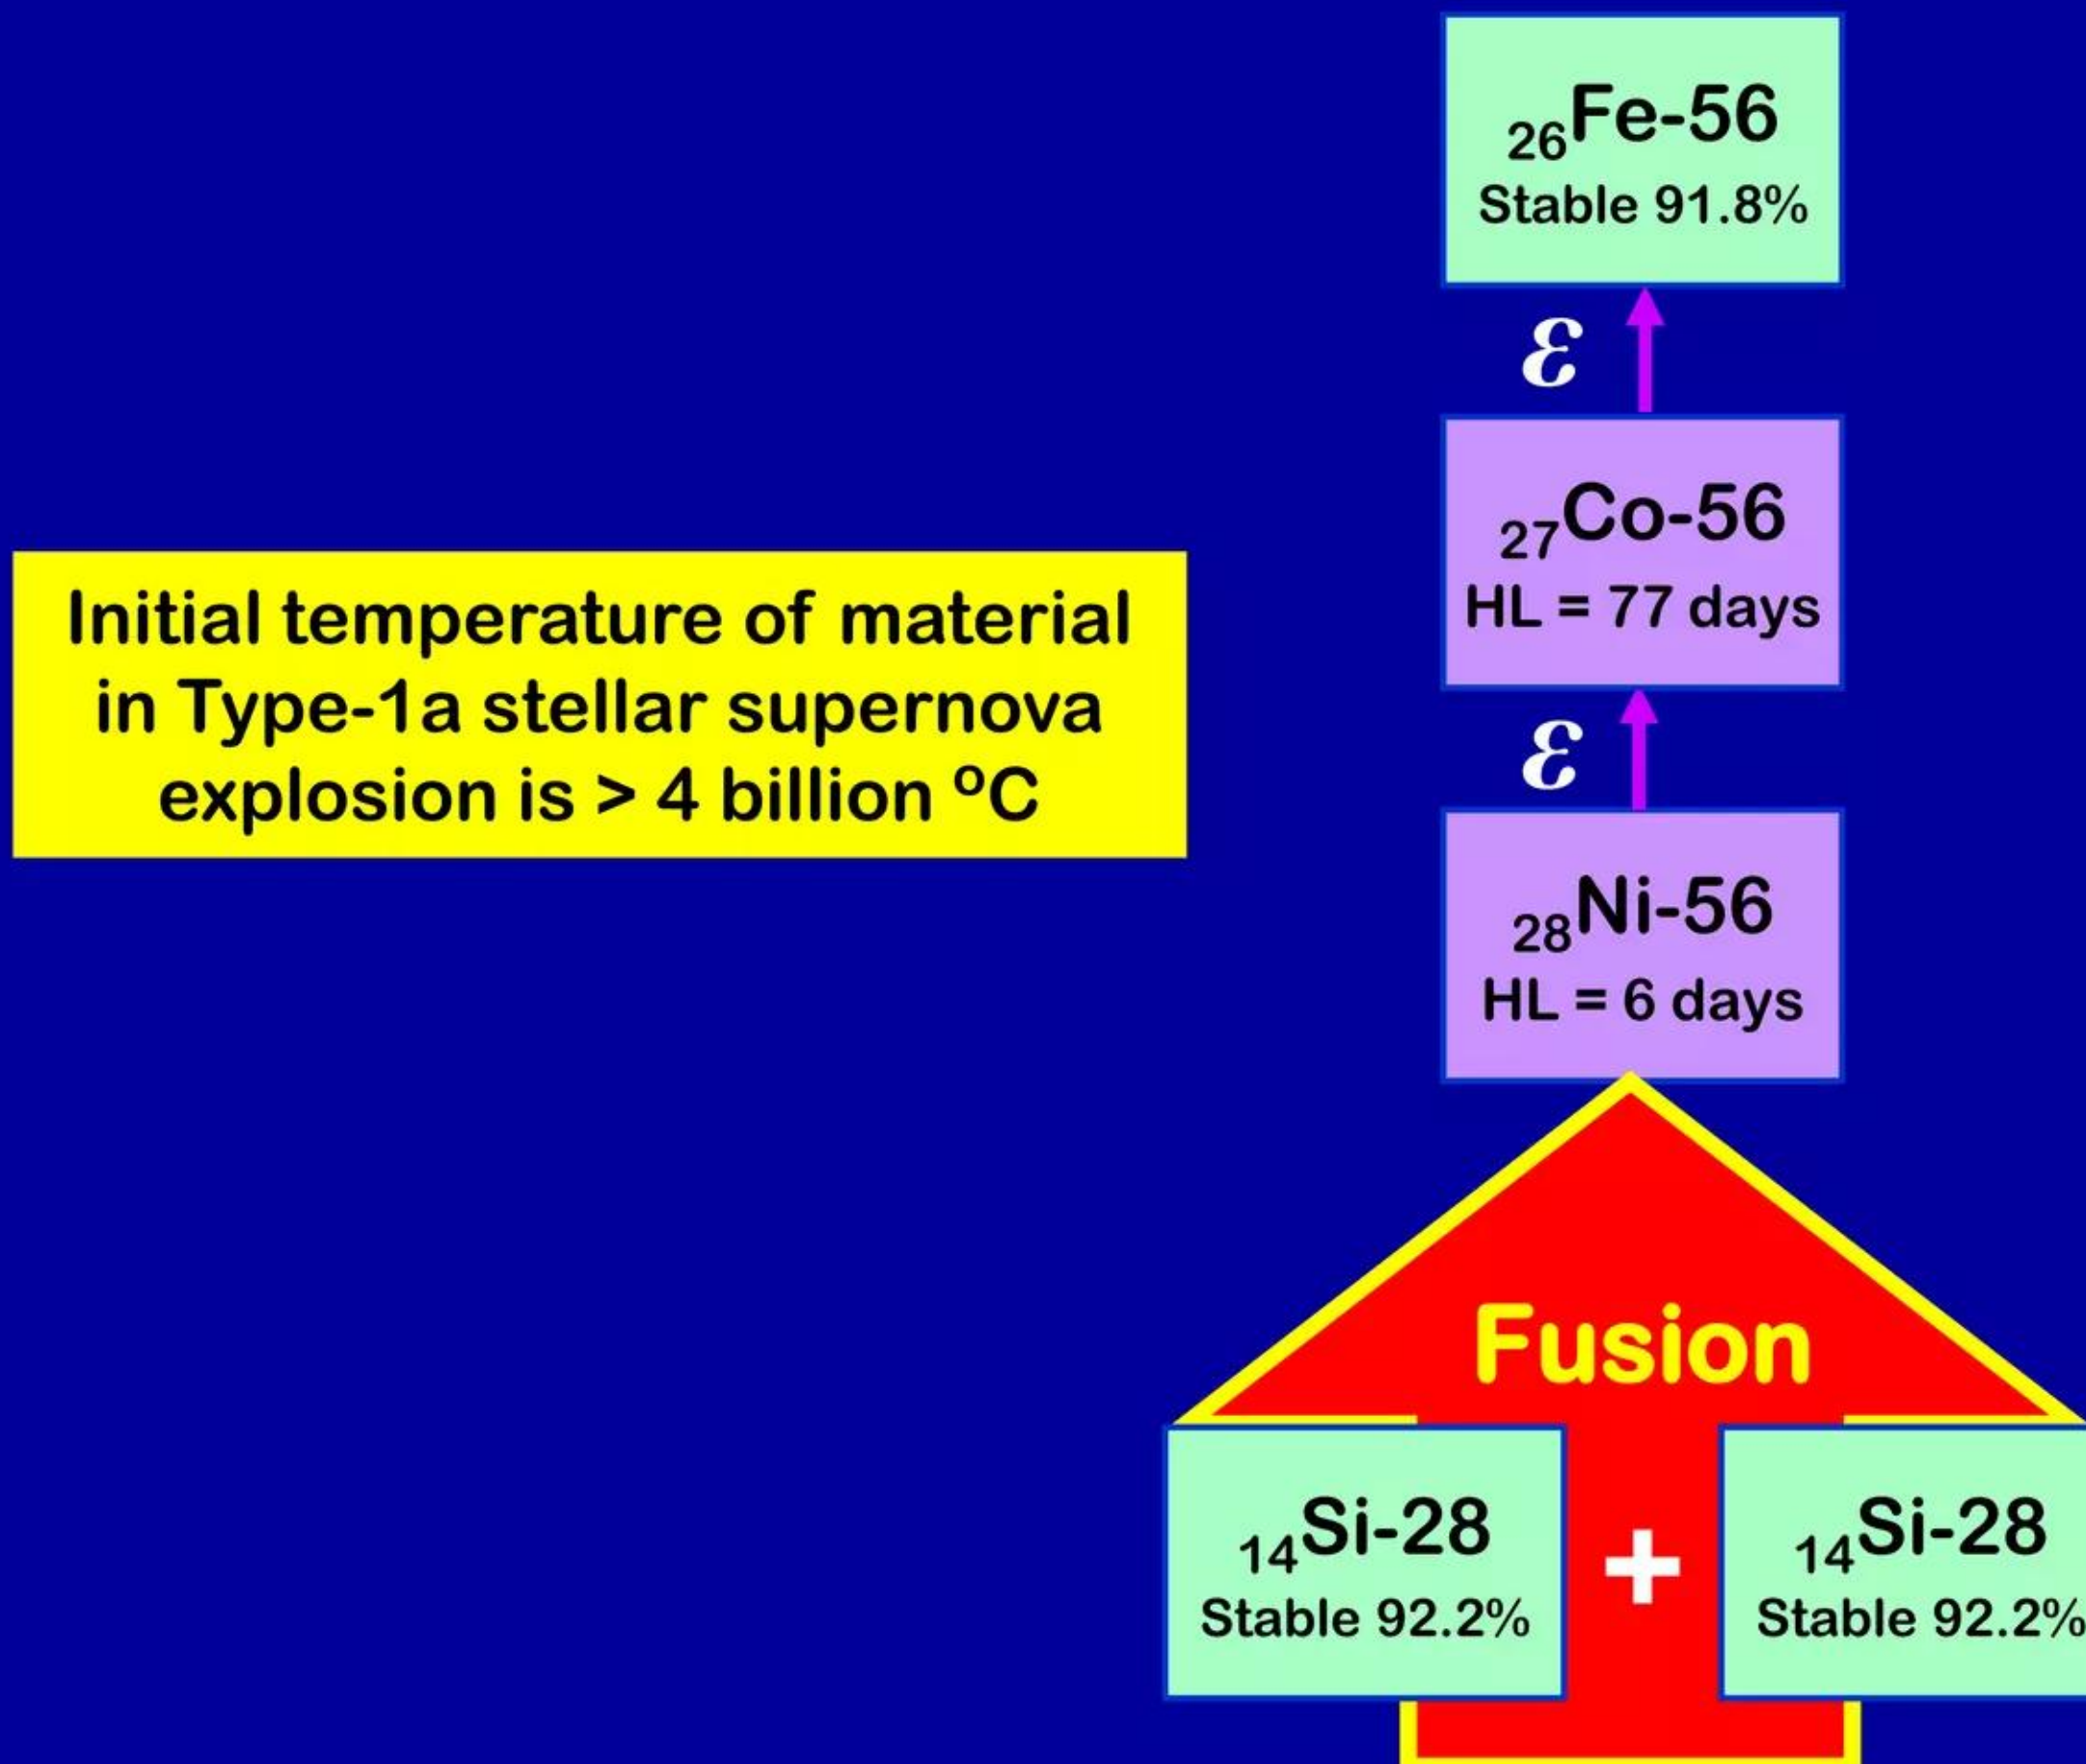 ₂₆Fe-56
Stable 91.8%
ε
₂₇Co-56
HL = 77 days
Initial temperature of material
in Type-1a stellar supernova
explosion is > 4 billion ºC
ε
₂₈Ni-56
HL = 6 days
Fusion
₁₄Si-28
Stable 92.2%
+
₁₄Si-28
Stable 92.2%